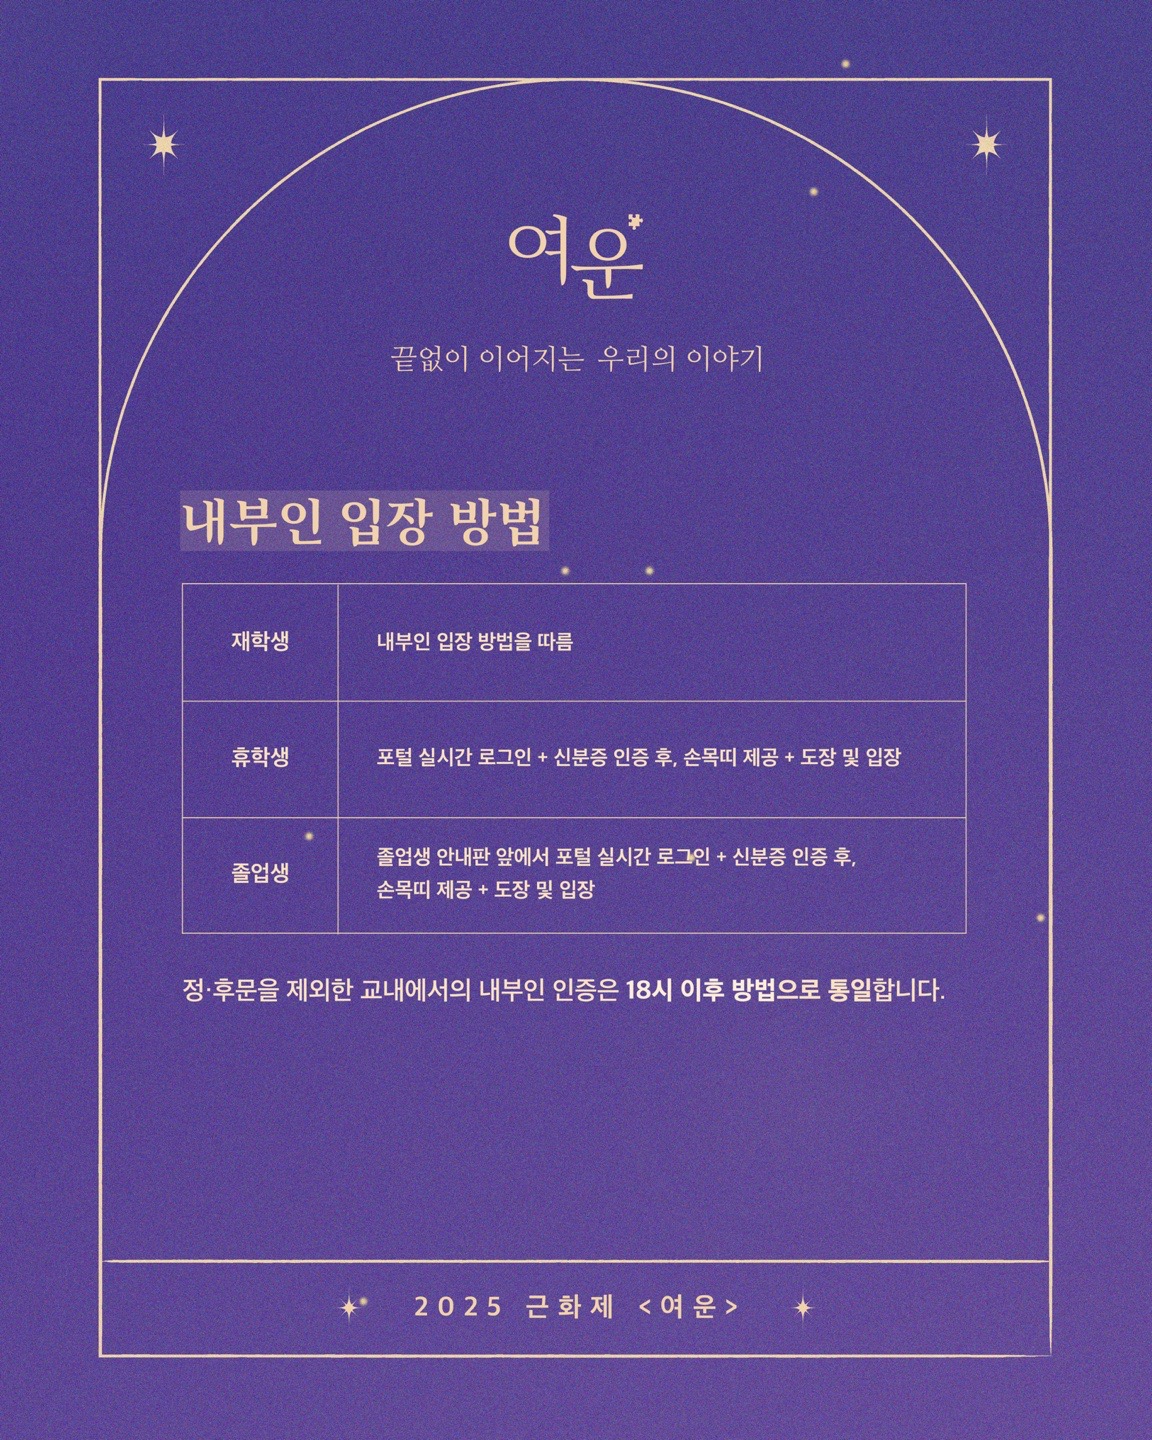 여운
끝없이 이어지는 우리의 이야기
내부인 입장 방법
재학생
내부인 입장 방법을 따름
휴학생
포털 실시간 로그인 + 신분증 인증 후, 손목띠 제공 + 도장 및 입장
졸업생
졸업생 안내판 앞에서 포털 실시간 로그인 + 신분증 인증 후,
손목띠 제공 + 도장 및 입장
정·후문을 제외한 교내에서의 내부인 인증은 18시 이후 방법으로 통일합니다.
2025 근화제 <여운>